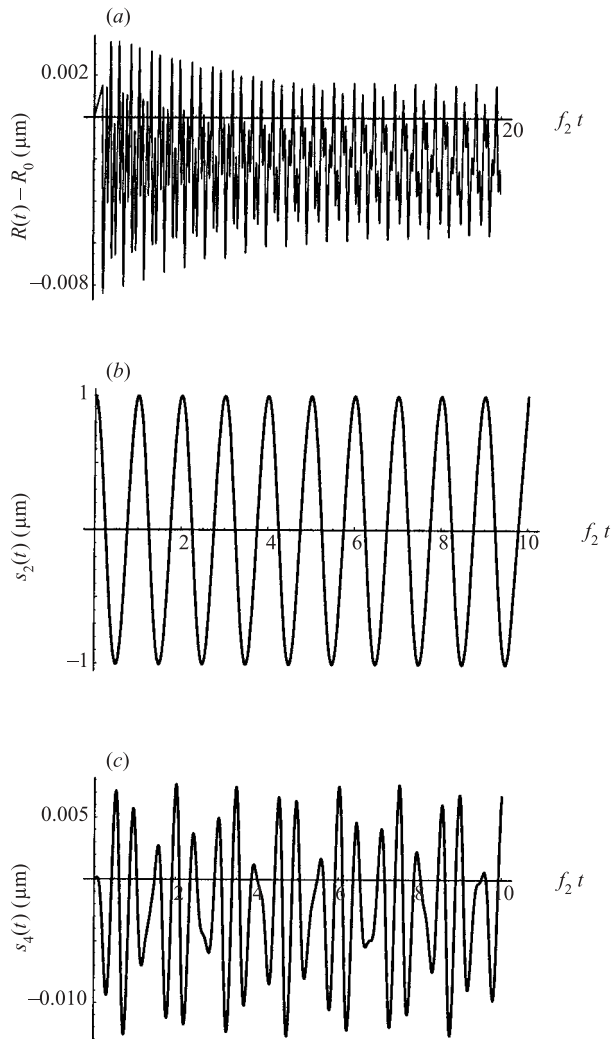 (a)
0.002
20
f₂ t
R(t) – R₀ (μm)
–0.008
(b)
1
s₂(t) (μm)
2
4
6
8
10
f₂ t
–1
(c)
0.005
s₄(t) (μm)
2
4
6
8
10
f₂ t
–0.010